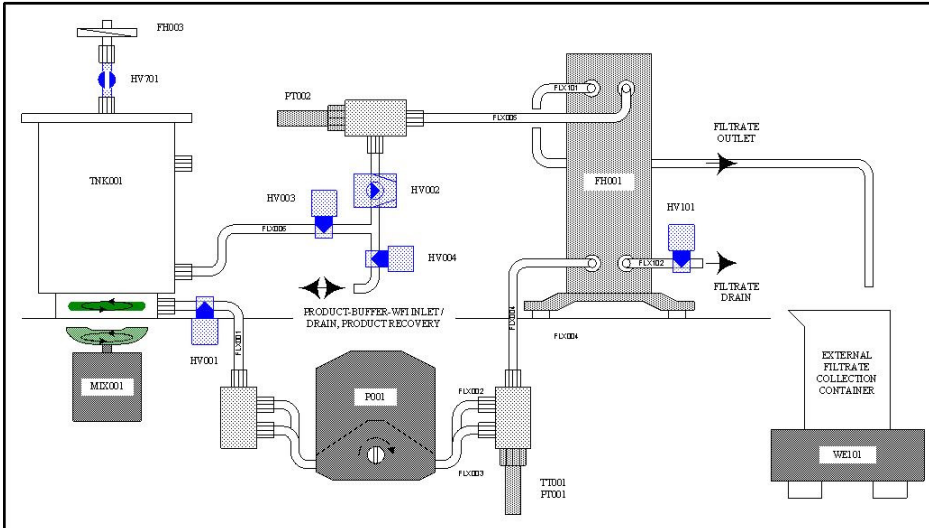 FH003
HV701
PT002
FLX101
FLX005
FILTRATE
OUTLET
TNK001
HV003
HV002
FH001
HV101
FLX006
HV004
FLX102
FILTRATE
DRAIN
PRODUCT-BUFFER-WFI INLET /
DRAIN, PRODUCT RECOVERY
FLX004
FLX004
HV001
FLX001
EXTERNAL
FILTRATE
COLLECTION
CONTAINER
MIX001
P001
FLX002
WE101
FLX003
TT001
PT001